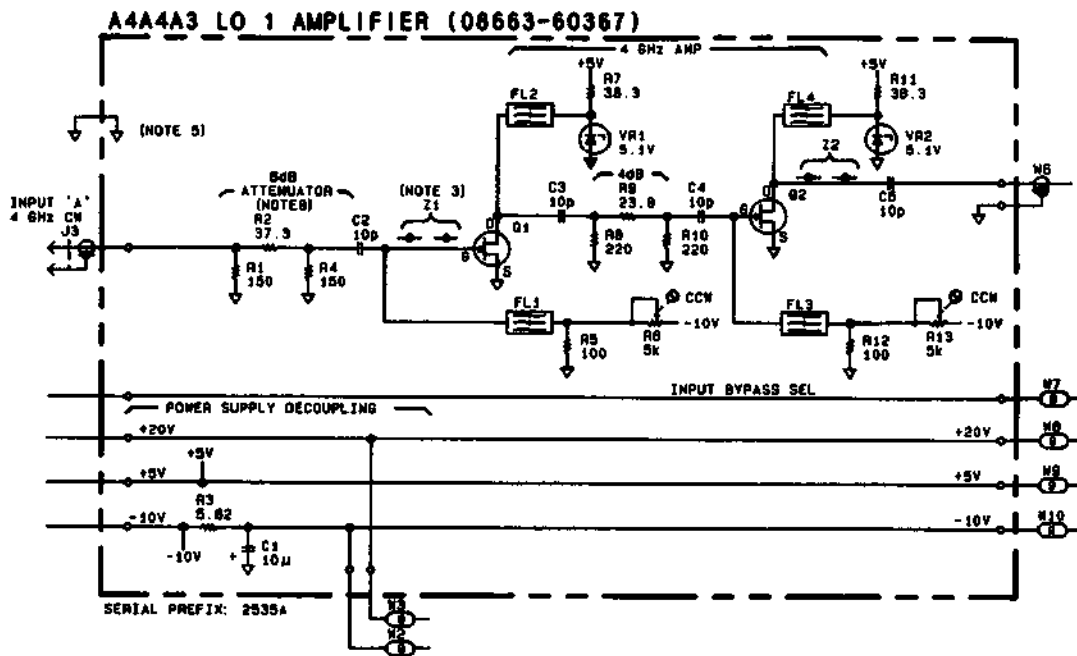 A4A4A3 LO 1 AMPLIFIER (08663-60367)
4 GHz AMP
+5V
R7
38.3
FL2
VR1
5.1V
+5V
R11
38.3
FL4
VR2
5.1V
(NOTE 5)
6dB
ATTENUATOR
(NOTE8)
R2
37.3
C2
10p
(NOTE 3)
Z1
D
Q1
G
S
C3
10p
4dB
R9
23.8
C4
10p
Z2
D
Q2
G
S
C5
10p
W6
INPUT 'A'
4 GHz CW
J3
R1
150
R4
150
R8
220
R10
220
FL1
R5
100
R6
5k
CCW
-10V
FL3
R12
100
R13
5k
CCW
-10V
INPUT BYPASS SEL
W7
POWER SUPPLY DECOUPLING
+20V
+20V
W8
+5V
+5V
+5V
W9
-10V
R3
5.62
-10V
C1
+
10µ
-10V
W10
SERIAL PREFIX: 2535A
W3
W2